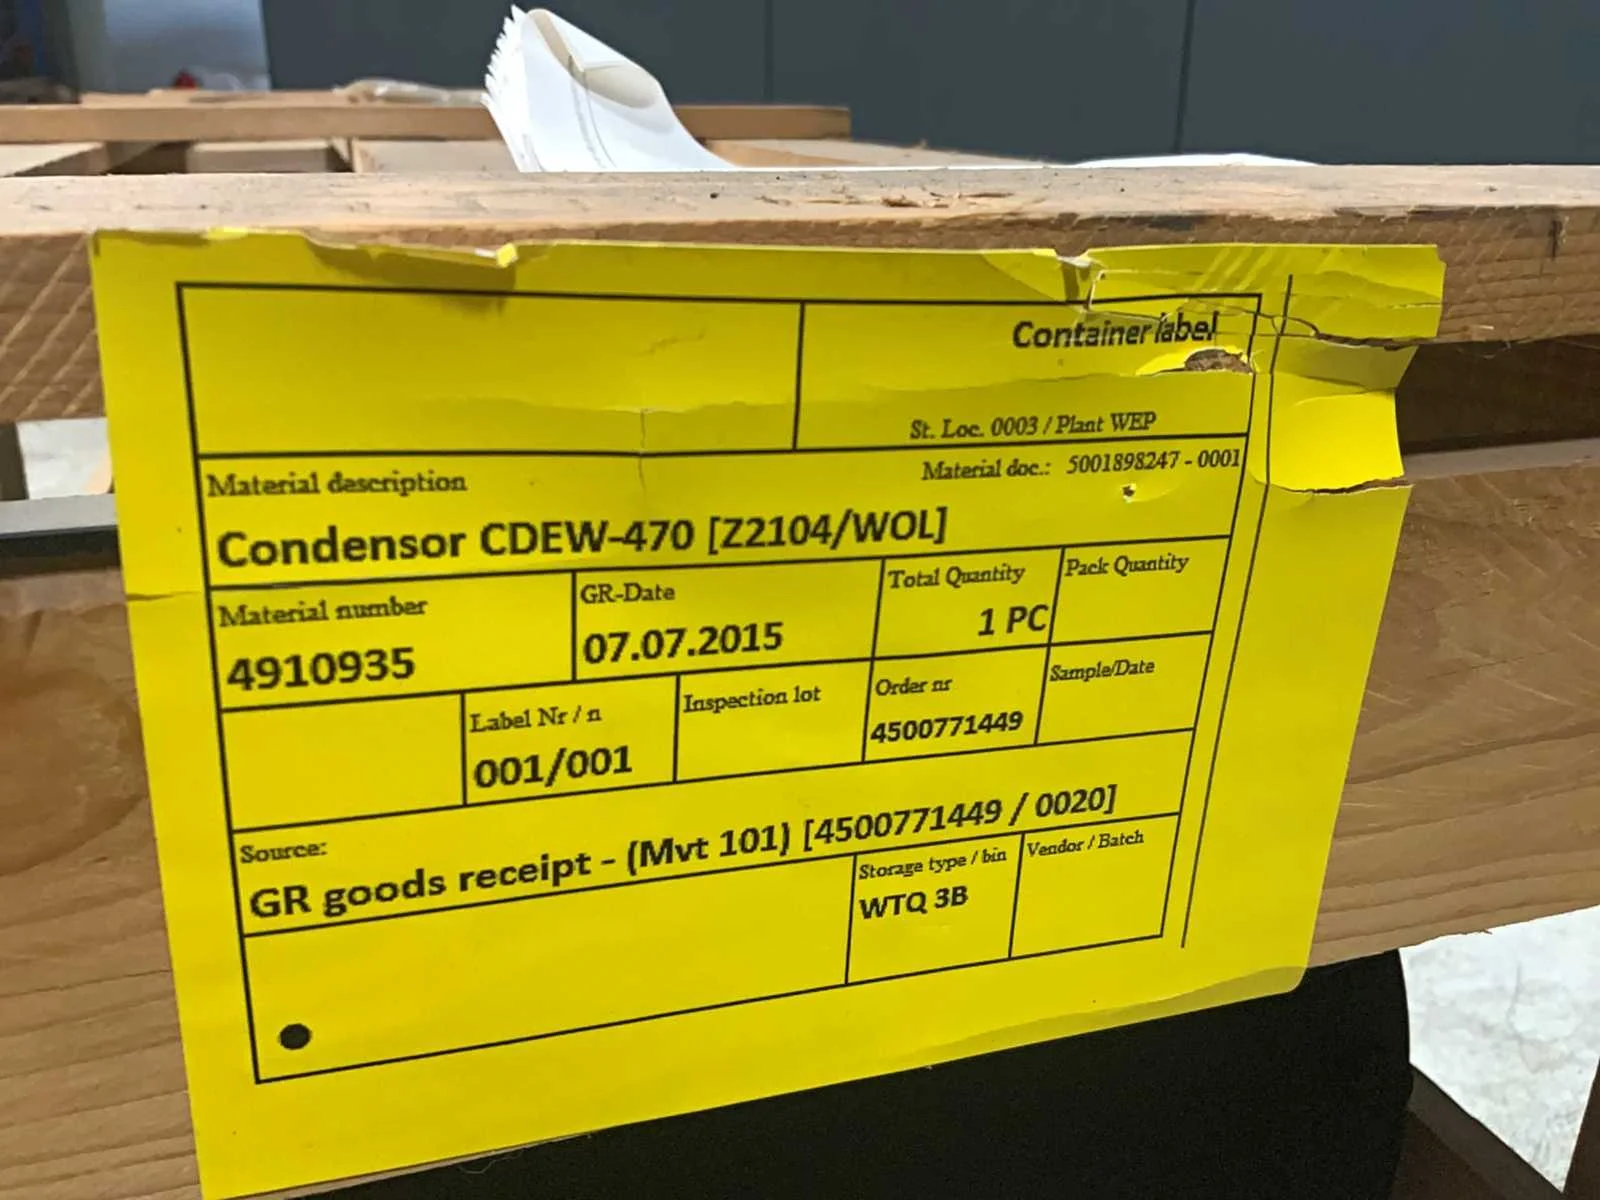 Container label
St. Loc. 0003 / Plant WEP
Material description
Material doc.: 5001898247 - 0001
Condensor CDEW-470 [Z2104/WOL]
Material number
GR-Date
Total Quantity
Pack Quantity
4910935
07.07.2015
1 PC
Label Nr / n
Inspection lot
Order nr
Sample/Date
001/001
4500771449
Source:
GR goods receipt - (Mvt 101) [4500771449 / 0020]
Storage type / bin
Vendor / Batch
WTQ 3B